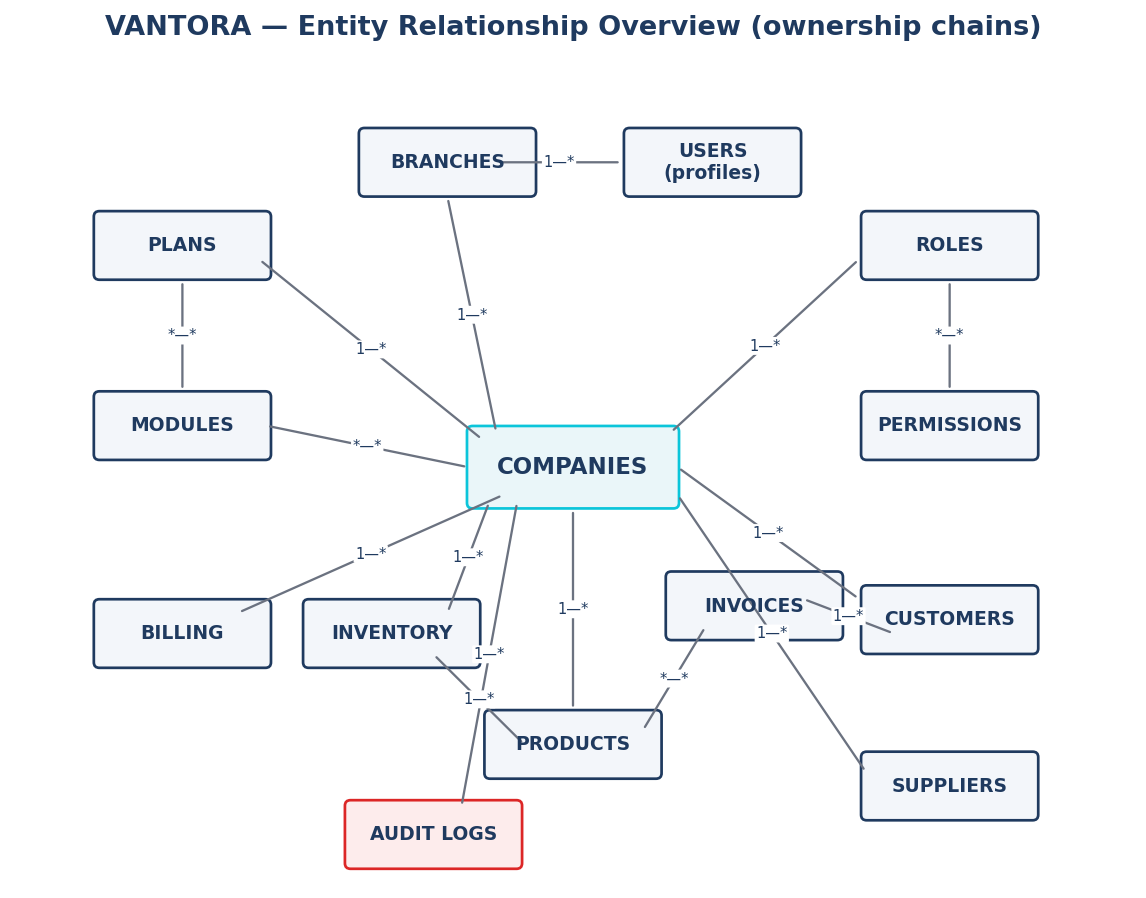 VANTORA — Entity Relationship Overview (ownership chains)
BRANCHES
1—*
USERS
(profiles)
PLANS
ROLES
1—*
*—*
*—*
1—*
1—*
MODULES
PERMISSIONS
*—*
COMPANIES
1—*
1—*
1—*
1—*
INVOICES
1—*
CUSTOMERS
BILLING
INVENTORY
1—*
1—*
*—*
1—*
PRODUCTS
SUPPLIERS
AUDIT LOGS